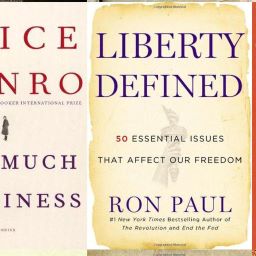 ICE
NRO
OOKER INTERNATIONAL PRIZE
MUCH
INESS
LIBERTY
DEFINED
50 ESSENTIAL ISSUES
THAT AFFECT OUR FREEDOM
RON PAUL
#1 New York Times Bestselling Author of
The Revolution and End the Fed